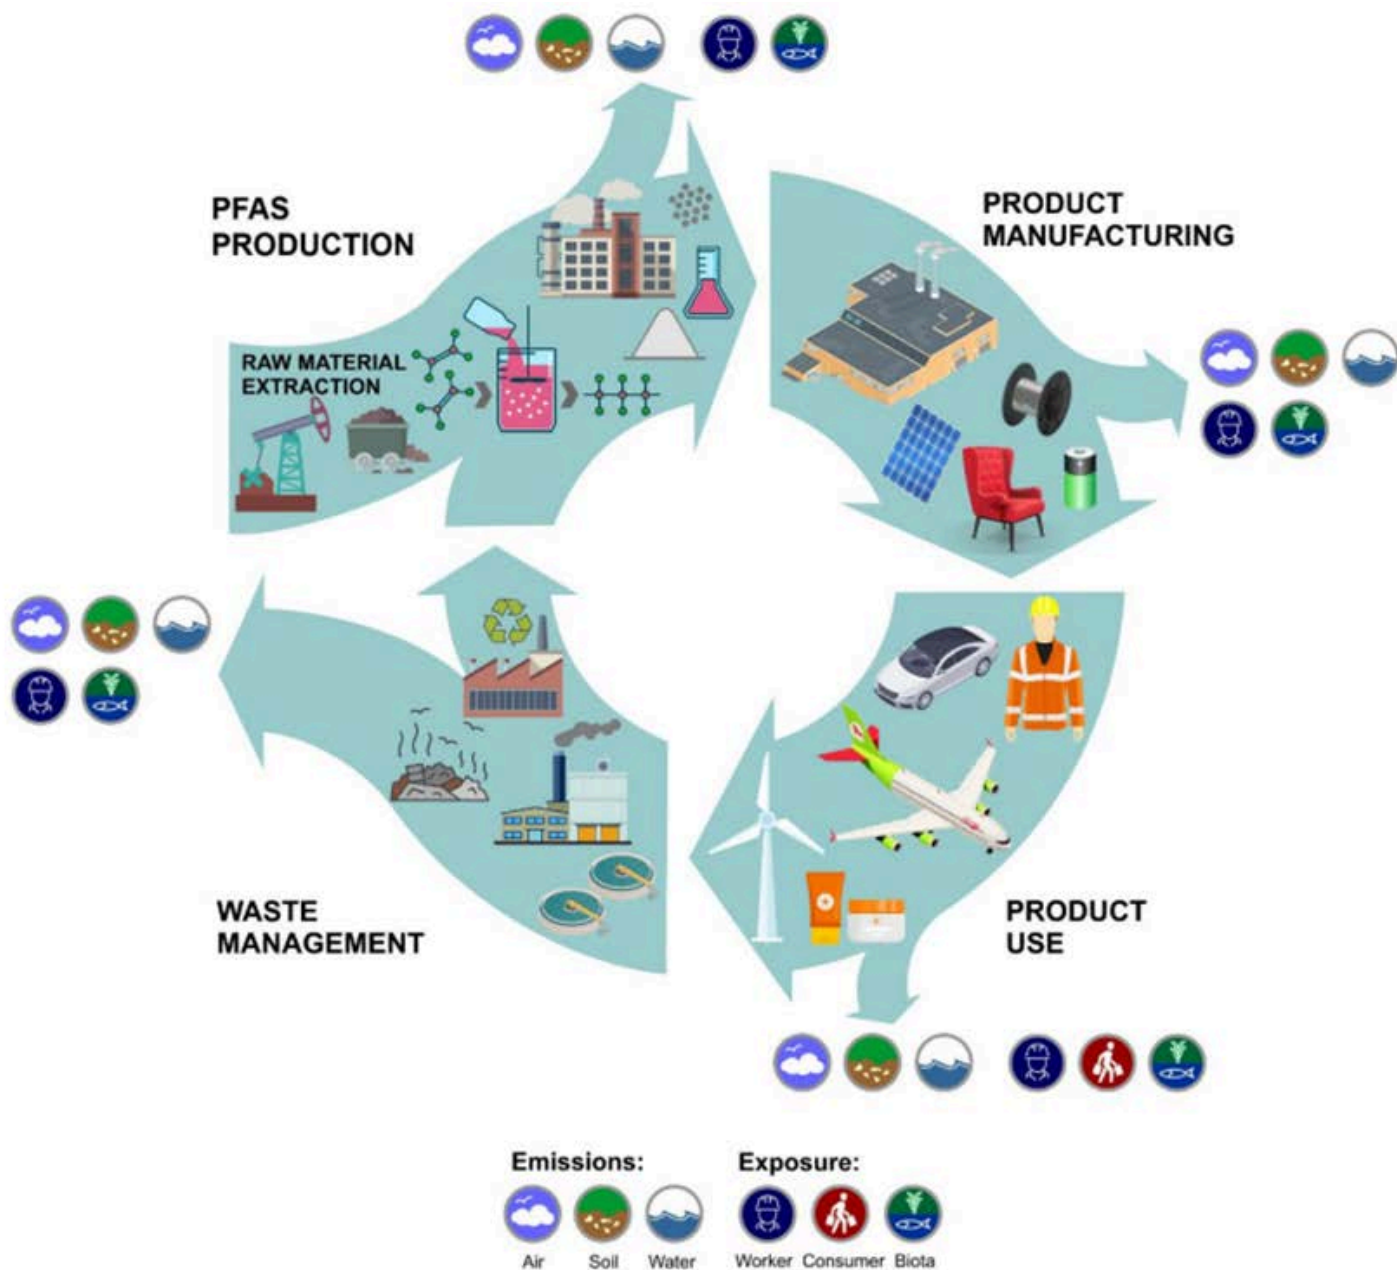 PFAS
PRODUCTION
PRODUCT
MANUFACTURING
RAW MATERIAL
EXTRACTION
WASTE
MANAGEMENT
PRODUCT
USE
Emissions:
Exposure:
Air Soil Water Worker Consumer Biota